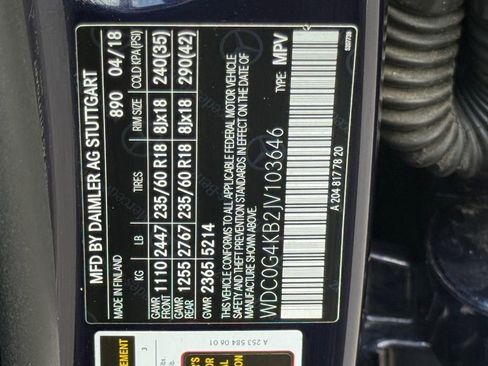 MFD BY DAIMLER AG STUTTGART
MADE IN FINLAND 890 04/18
KG LB TIRES RIM SIZE COLD KPA(PSI)
GAWR FRONT 1110 2447 235/60 R18 8Jx18 240(35)
GAWR REAR 1255 2767 235/60 R18 8Jx18 290(42)
GVWR 2365 5214
THIS VEHICLE CONFORMS TO ALL APPLICABLE FEDERAL MOTOR VEHICLE
SAFETY AND THEFT PREVENTION STANDARDS IN EFFECT ON THE DATE OF
MANUFACTURE SHOWN ABOVE
TYPE: MPV
WDC0G4KB2JV103646
A 204 817 78 20
A 253 584 06 01
EMENT